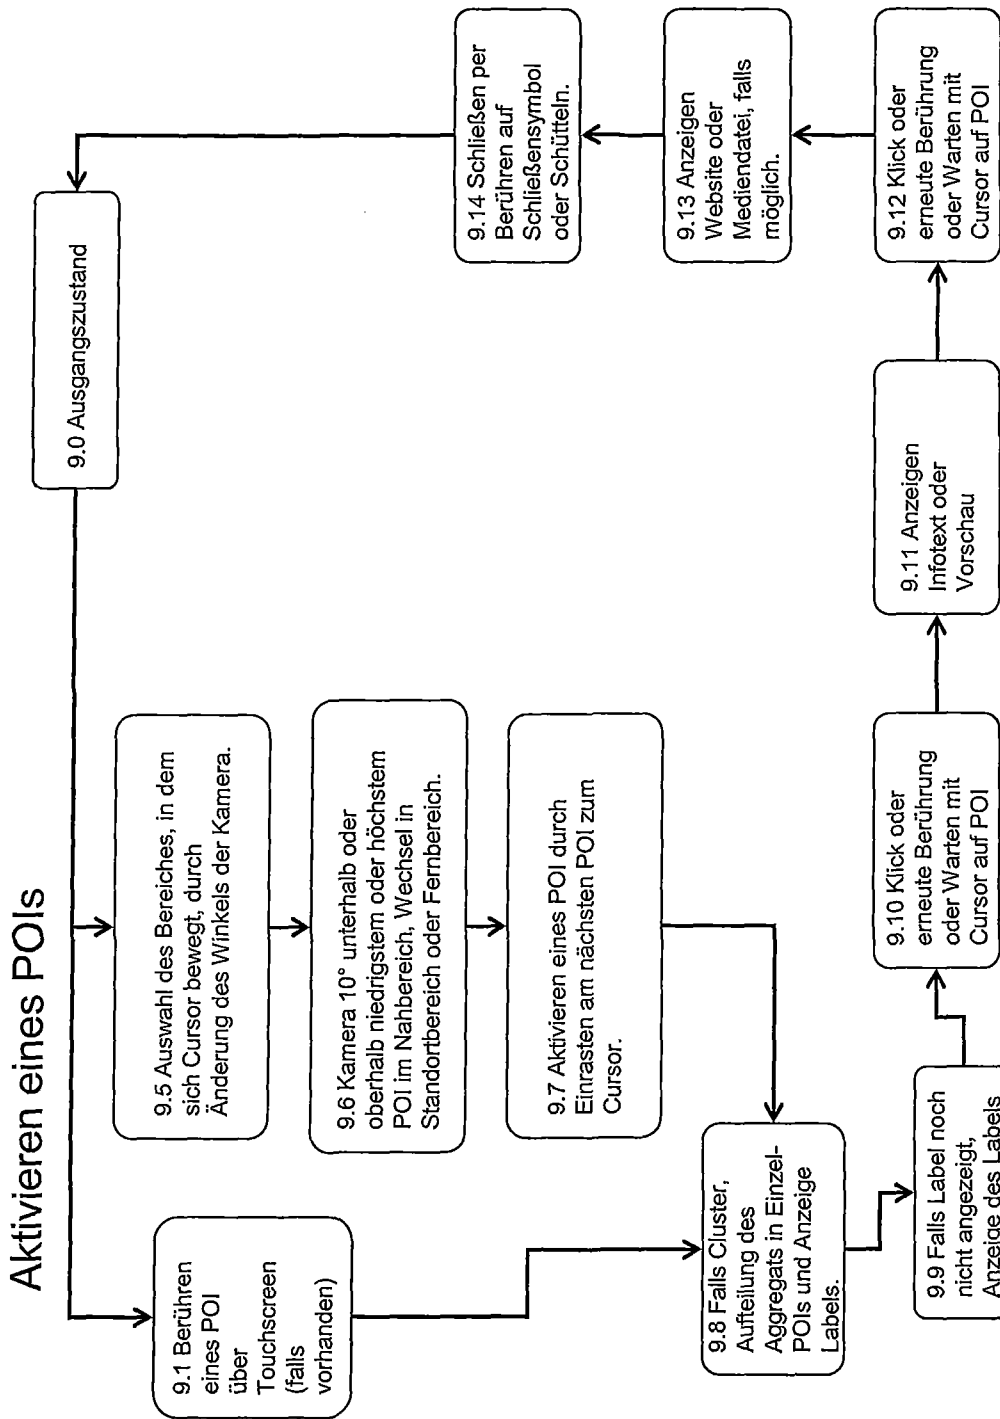 Aktivieren eines POIs
9.0 Ausgangszustand
9.1 Berühren
eines POI
über
Touchscreen
(falls
vorhanden)
9.5 Auswahl des Bereiches, in dem
sich Cursor bewegt, durch
Änderung des Winkels der Kamera.
9.6 Kamera 10° unterhalb oder
oberhalb niedrigstem oder höchstem
POI im Nahbereich, Wechsel in
Standortbereich oder Fernbereich.
9.7 Aktivieren eines POI durch
Einrasten am nächsten POI zum
Cursor.
9.8 Falls Cluster,
Aufteilung des
Aggregats in Einzel-
POIs und Anzeige
Labels.
9.9 Falls Label noch
nicht angezeigt,
Anzeige des Labels
9.10 Klick oder
erneute Berührung
oder Warten mit
Cursor auf POI
9.11 Anzeigen
Infotext oder
Vorschau
9.12 Klick oder
erneute Berührung
oder Warten mit
Cursor auf POI
9.13 Anzeigen
Website oder
Mediendatei, falls
möglich.
9.14 Schließen per
Berühren auf
Schließensymbol
oder Schütteln.